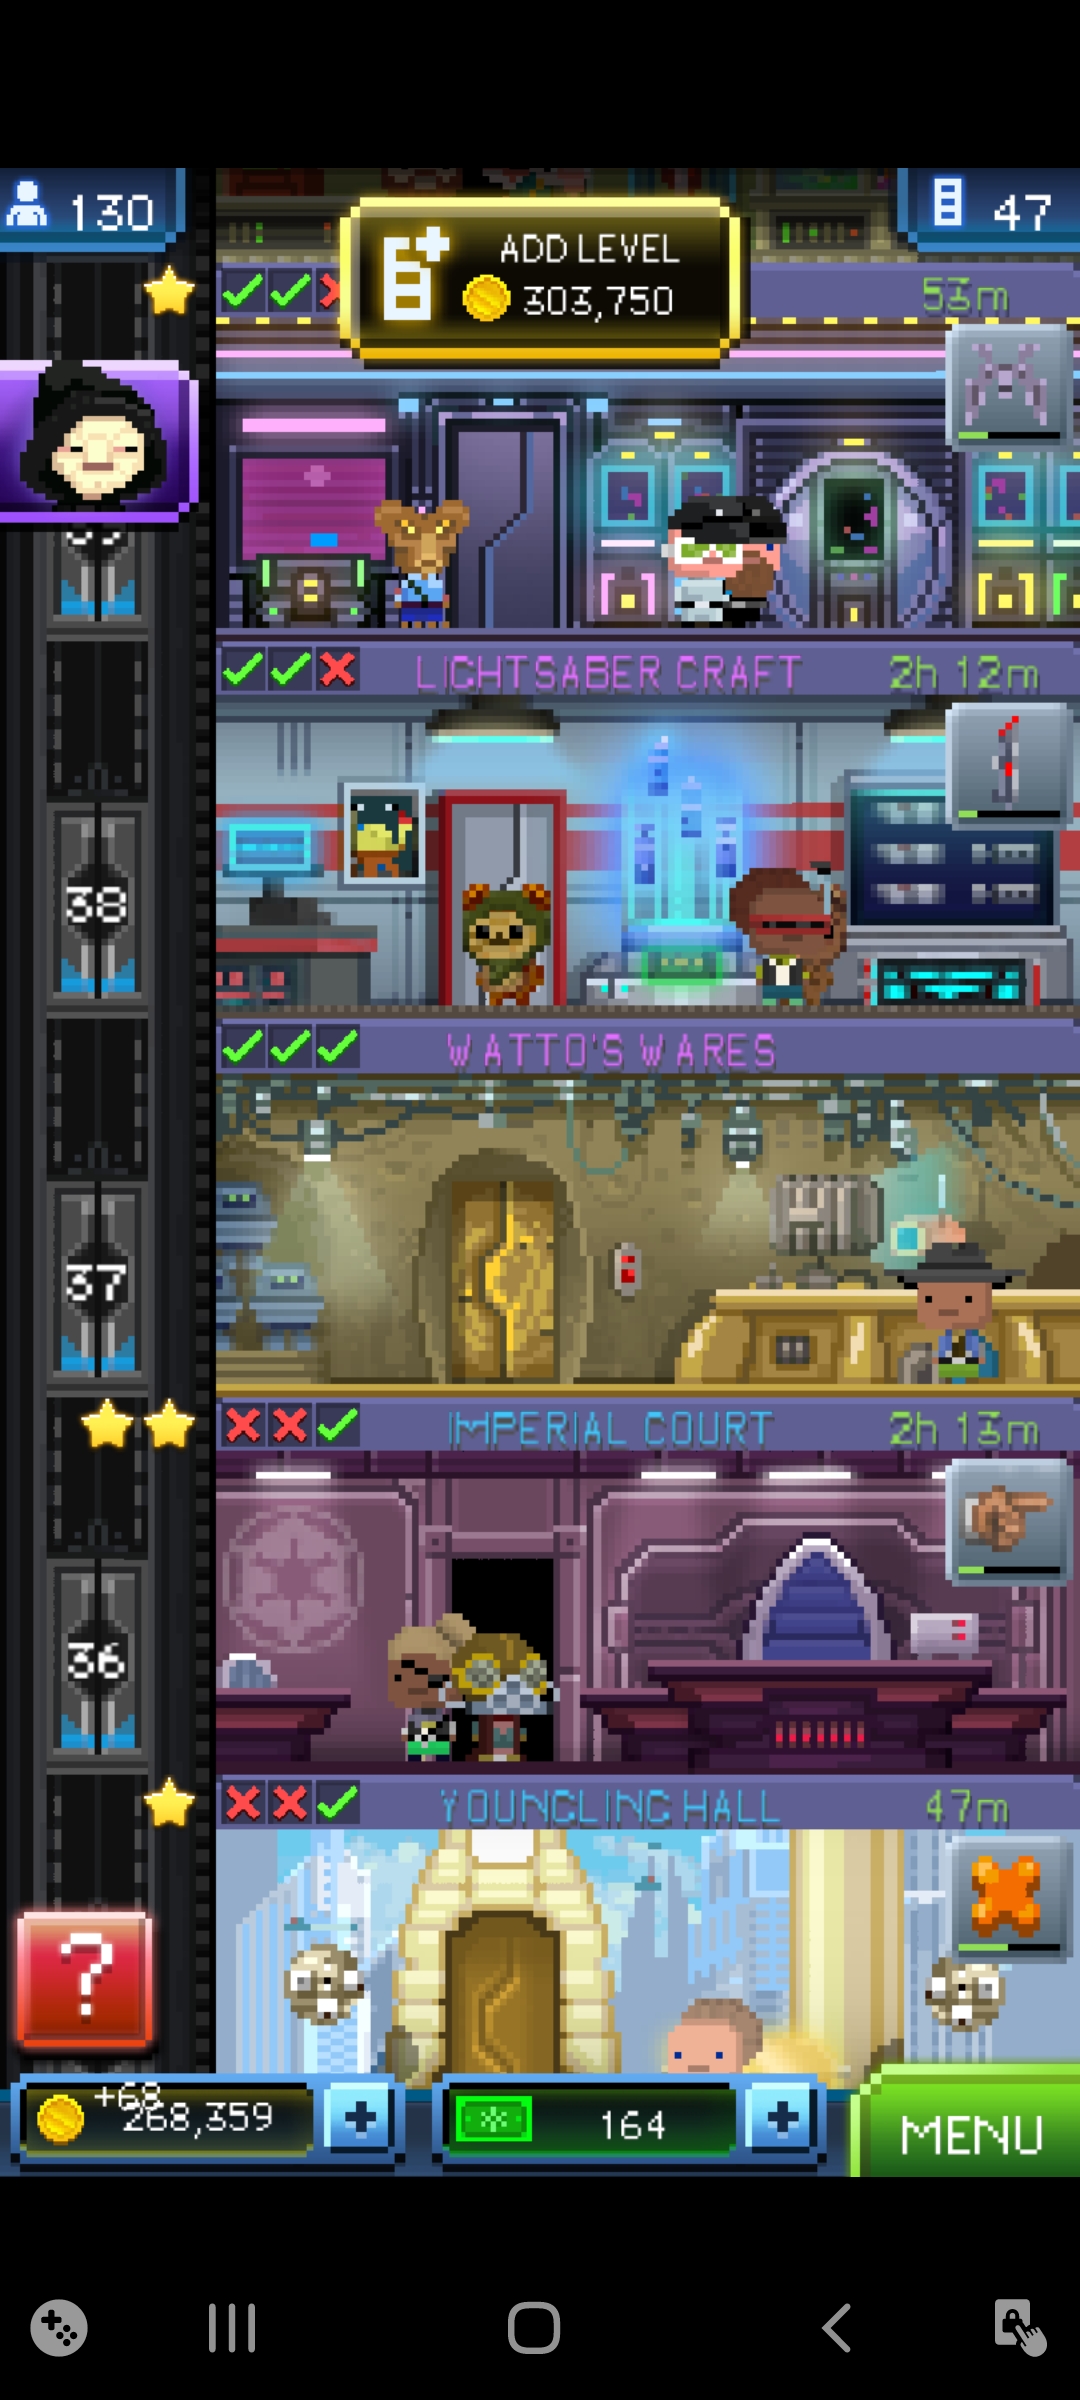 130
47
ADD LEVEL
303,750
53m
LIGHTSABER CRAFT 2h 12m
38
WATTO'S WARES
37
IMPERIAL COURT 2h 13m
36
YOUNGLING HALL 47m
?
+68
268,359
164
MENU